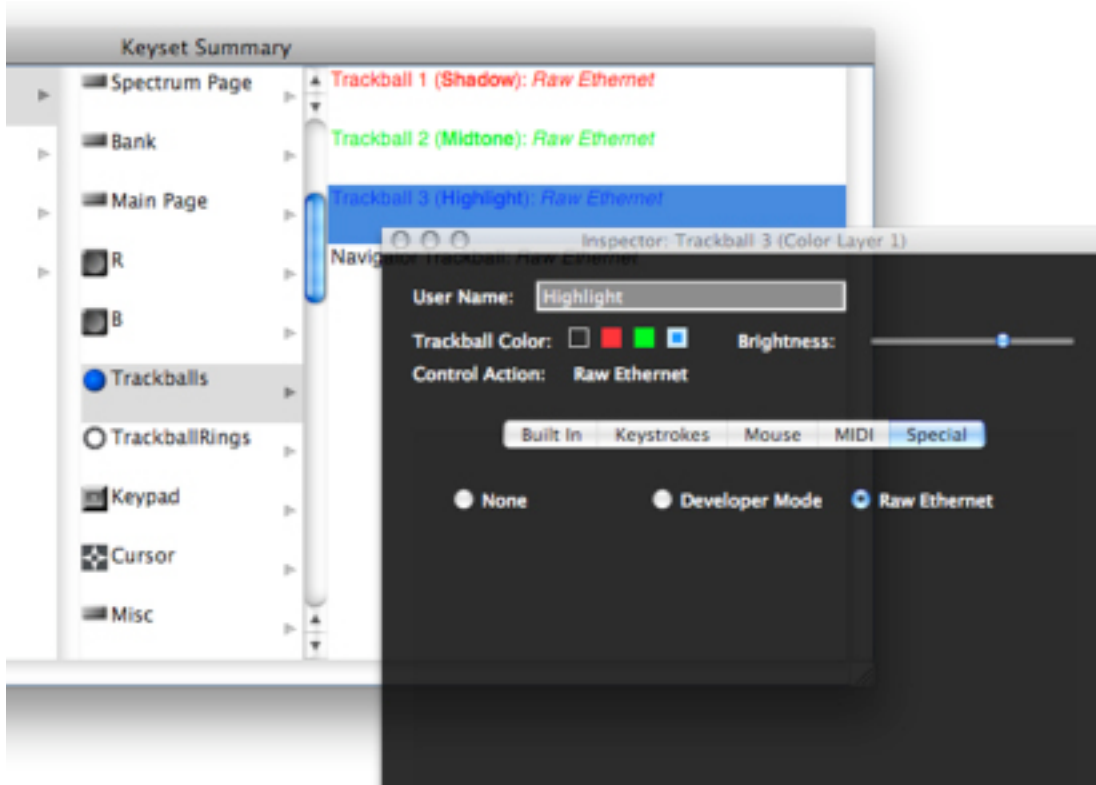 Keyset Summary
Spectrum Page
Bank
Main Page
R
B
Trackballs
TrackballRings
Keypad
Cursor
Misc
Trackball 1 (Shadow): Raw Ethernet
Trackball 2 (Midtone): Raw Ethernet
Trackball 3 (Highlight): Raw Ethernet
Navigator Trackball: Raw Ethernet
Inspector: Trackball 3 (Color Layer 1)
User Name: Highlight
Trackball Color: Brightness:
Control Action: Raw Ethernet
Built In Keystrokes Mouse MIDI Special
None Developer Mode Raw Ethernet